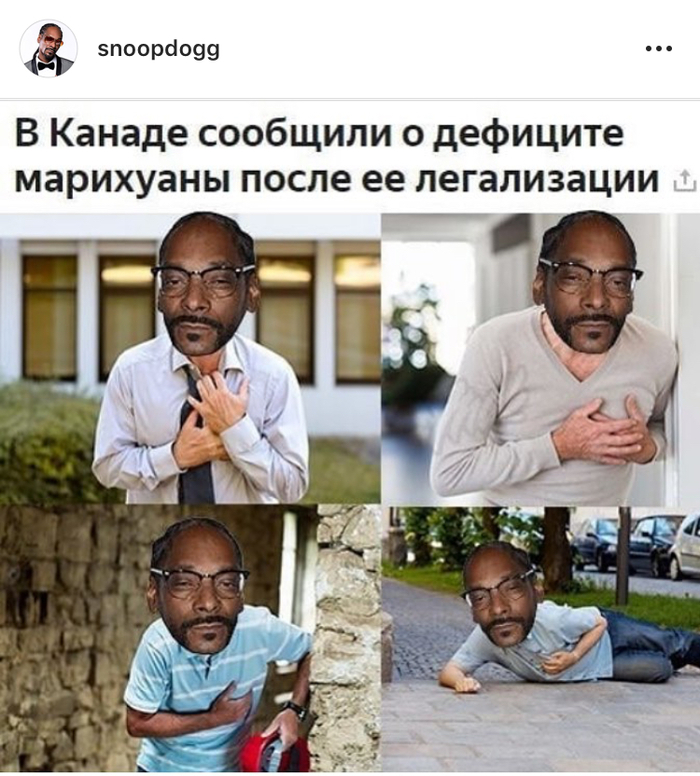 snoopdogg
В Канаде сообщили о дефиците
марихуаны после ее легализации